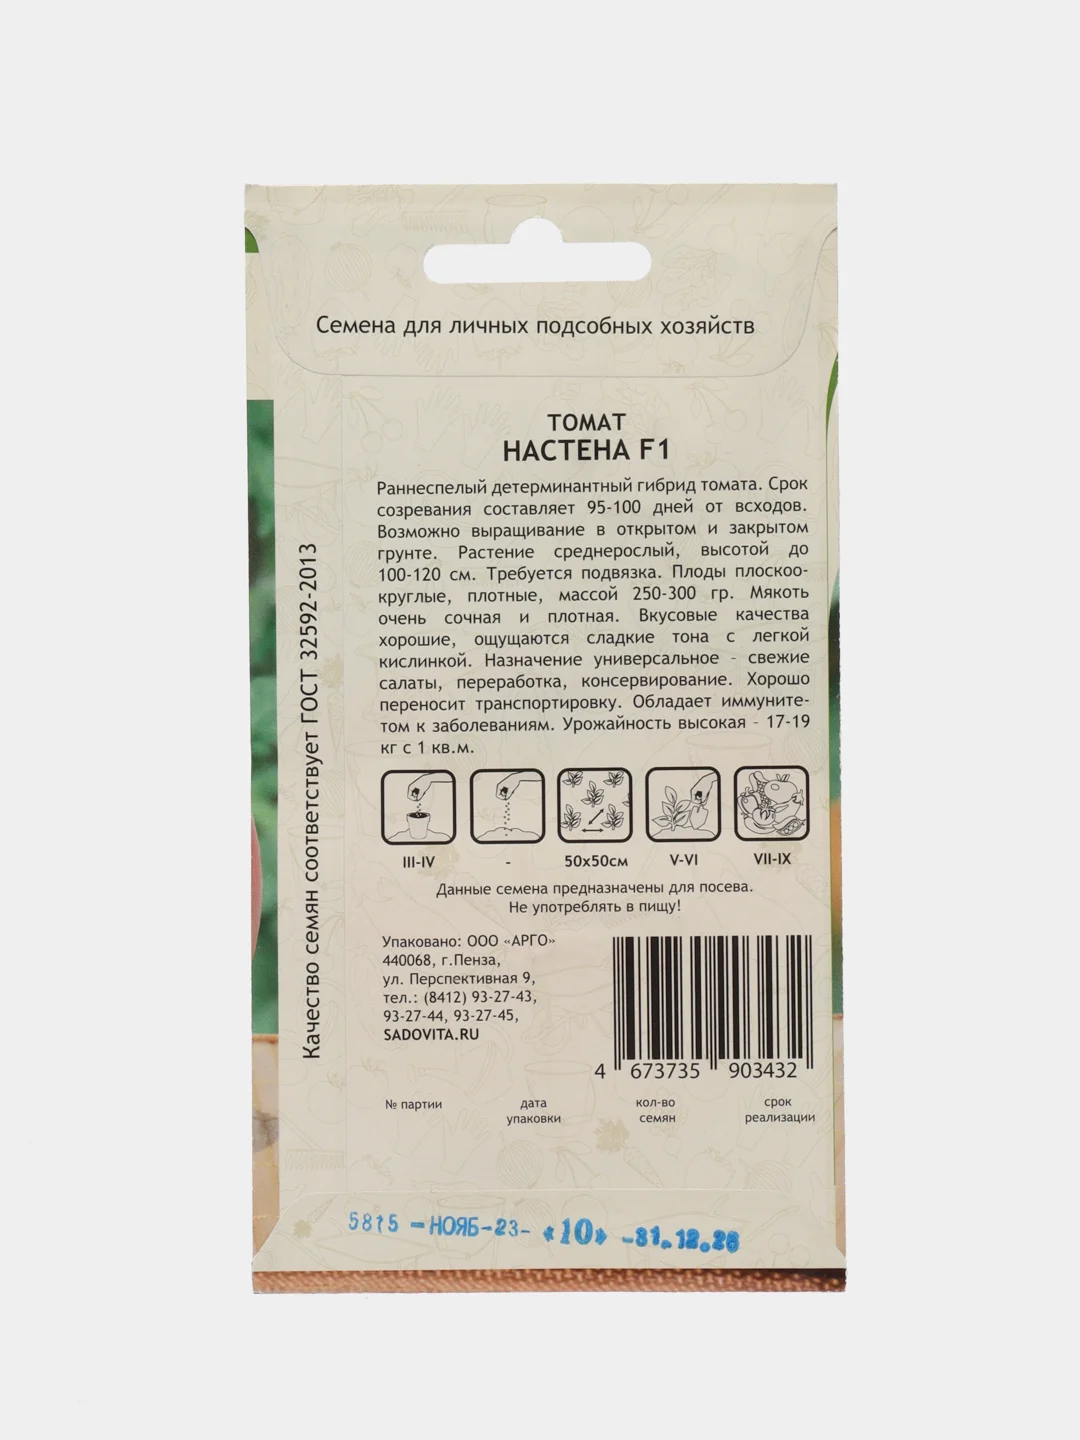 Семена для личных подсобных хозяйств
ТОМАТ
НАСТЕНА F1
Раннеспелый детерминантный гибрид томата. Срок
созревания составляет 95-100 дней от всходов.
Возможно выращивание в открытом и закрытом
грунте. Растение среднерослый, высотой до
100-120 см. Требуется подвязка. Плоды плоско-
круглые, плотные, массой 250-300 гр. Мякоть
очень сочная и плотная. Вкусовые качества
хорошие, ощущаются сладкие тона с легкой
кислинкой. Назначение универсальное - свежие
салаты, переработка, консервирование. Хорошо
переносит транспортировку. Обладает иммуните-
том к заболеваниям. Урожайность высокая - 17-19
кг с 1 кв.м.
Качество семян соответствует ГОСТ 32592-2013
III-IV - 50х50см V-VI VII-IX
Данные семена предназначены для посева.
Не употреблять в пищу!
Упаковано: ООО «АРГО»
440068, г.Пенза,
ул. Перспективная 9,
тел.: (8412) 93-27-43,
93-27-44, 93-27-45,
SADOVITA.RU
4 673735 903432
№ партии дата упаковки кол-во семян срок реализации
5815 -НОЯБ-23- «10» -31.12.26